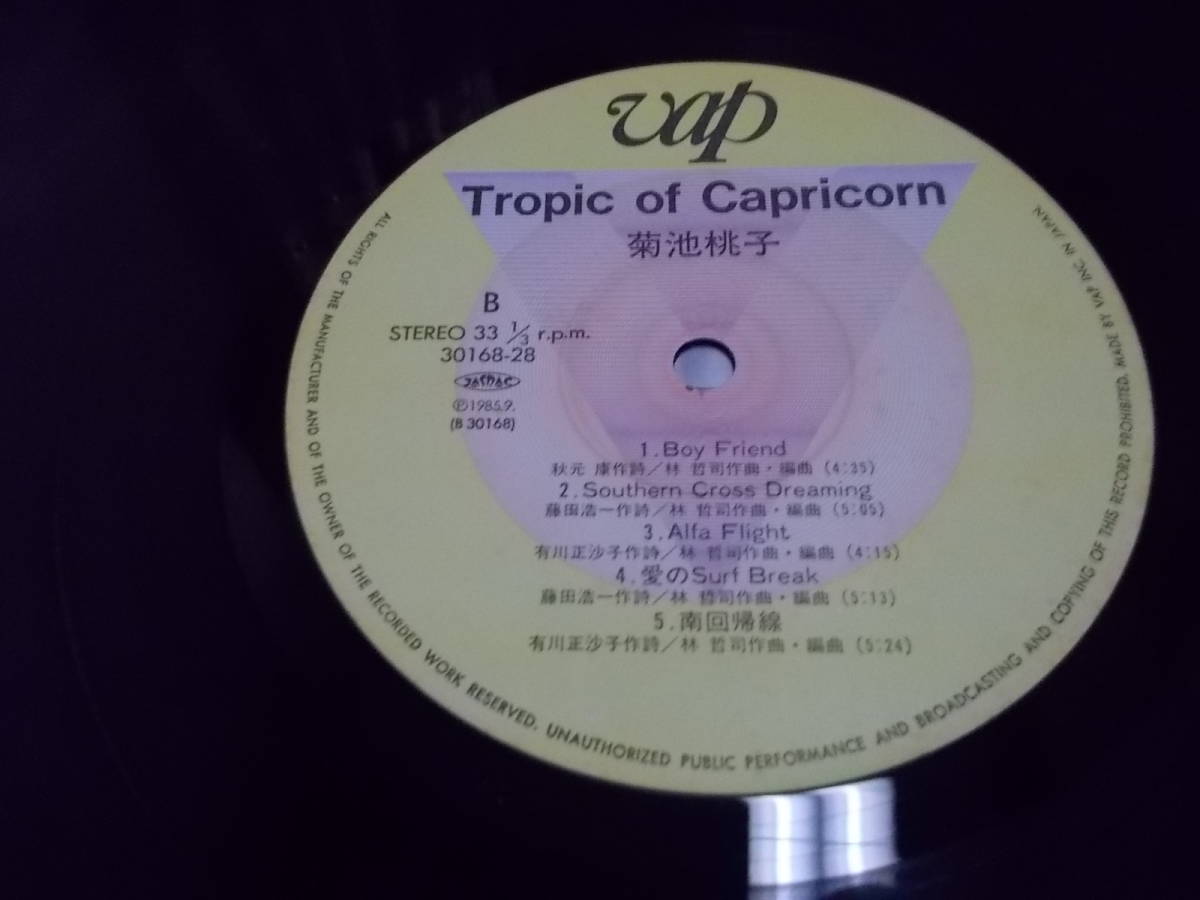 vap
Tropic of Capricorn
菊池桃子
B
STEREO 33 1/3 r.p.m.
30168-28
JASRAC
Ⓟ1985.9.
(B 30168)
1.Boy Friend
秋元 康作詩／林 哲司作曲・編曲 (4:35)
2.Southern Cross Dreaming
藤田浩一作詩／林 哲司作曲・編曲 (5:05)
3.Alfa Flight
有川正沙子作詩／林 哲司作曲・編曲 (4:15)
4.愛のSurf Break
藤田浩一作詩／林 哲司作曲・編曲 (5:13)
5.南回帰線
有川正沙子作詩／林 哲司作曲・編曲 (5:24)
ALL RIGHTS OF THE MANUFACTURER AND OF THE OWNER OF THE RECORDED WORK RESERVED. UNAUTHORIZED PUBLIC PERFORMANCE AND BROADCASTING AND COPYING OF THIS RECORD PROHIBITED. MADE BY VAP INC. IN JAPAN.